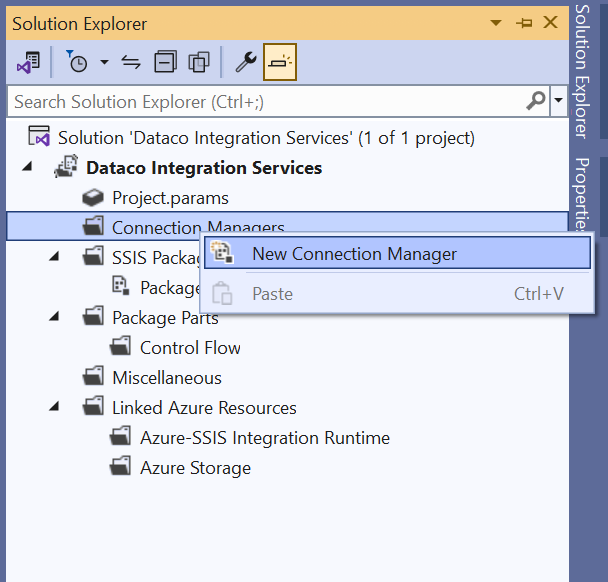 Solution Explorer
Search Solution Explorer (Ctrl+;)
Solution 'Dataco Integration Services' (1 of 1 project)
Dataco Integration Services
Project.params
Connection Managers
New Connection Manager
SSIS Packag
Package
Paste Ctrl+V
Package Parts
Control Flow
Miscellaneous
Linked Azure Resources
Azure-SSIS Integration Runtime
Azure Storage
Solution Explorer
Properties